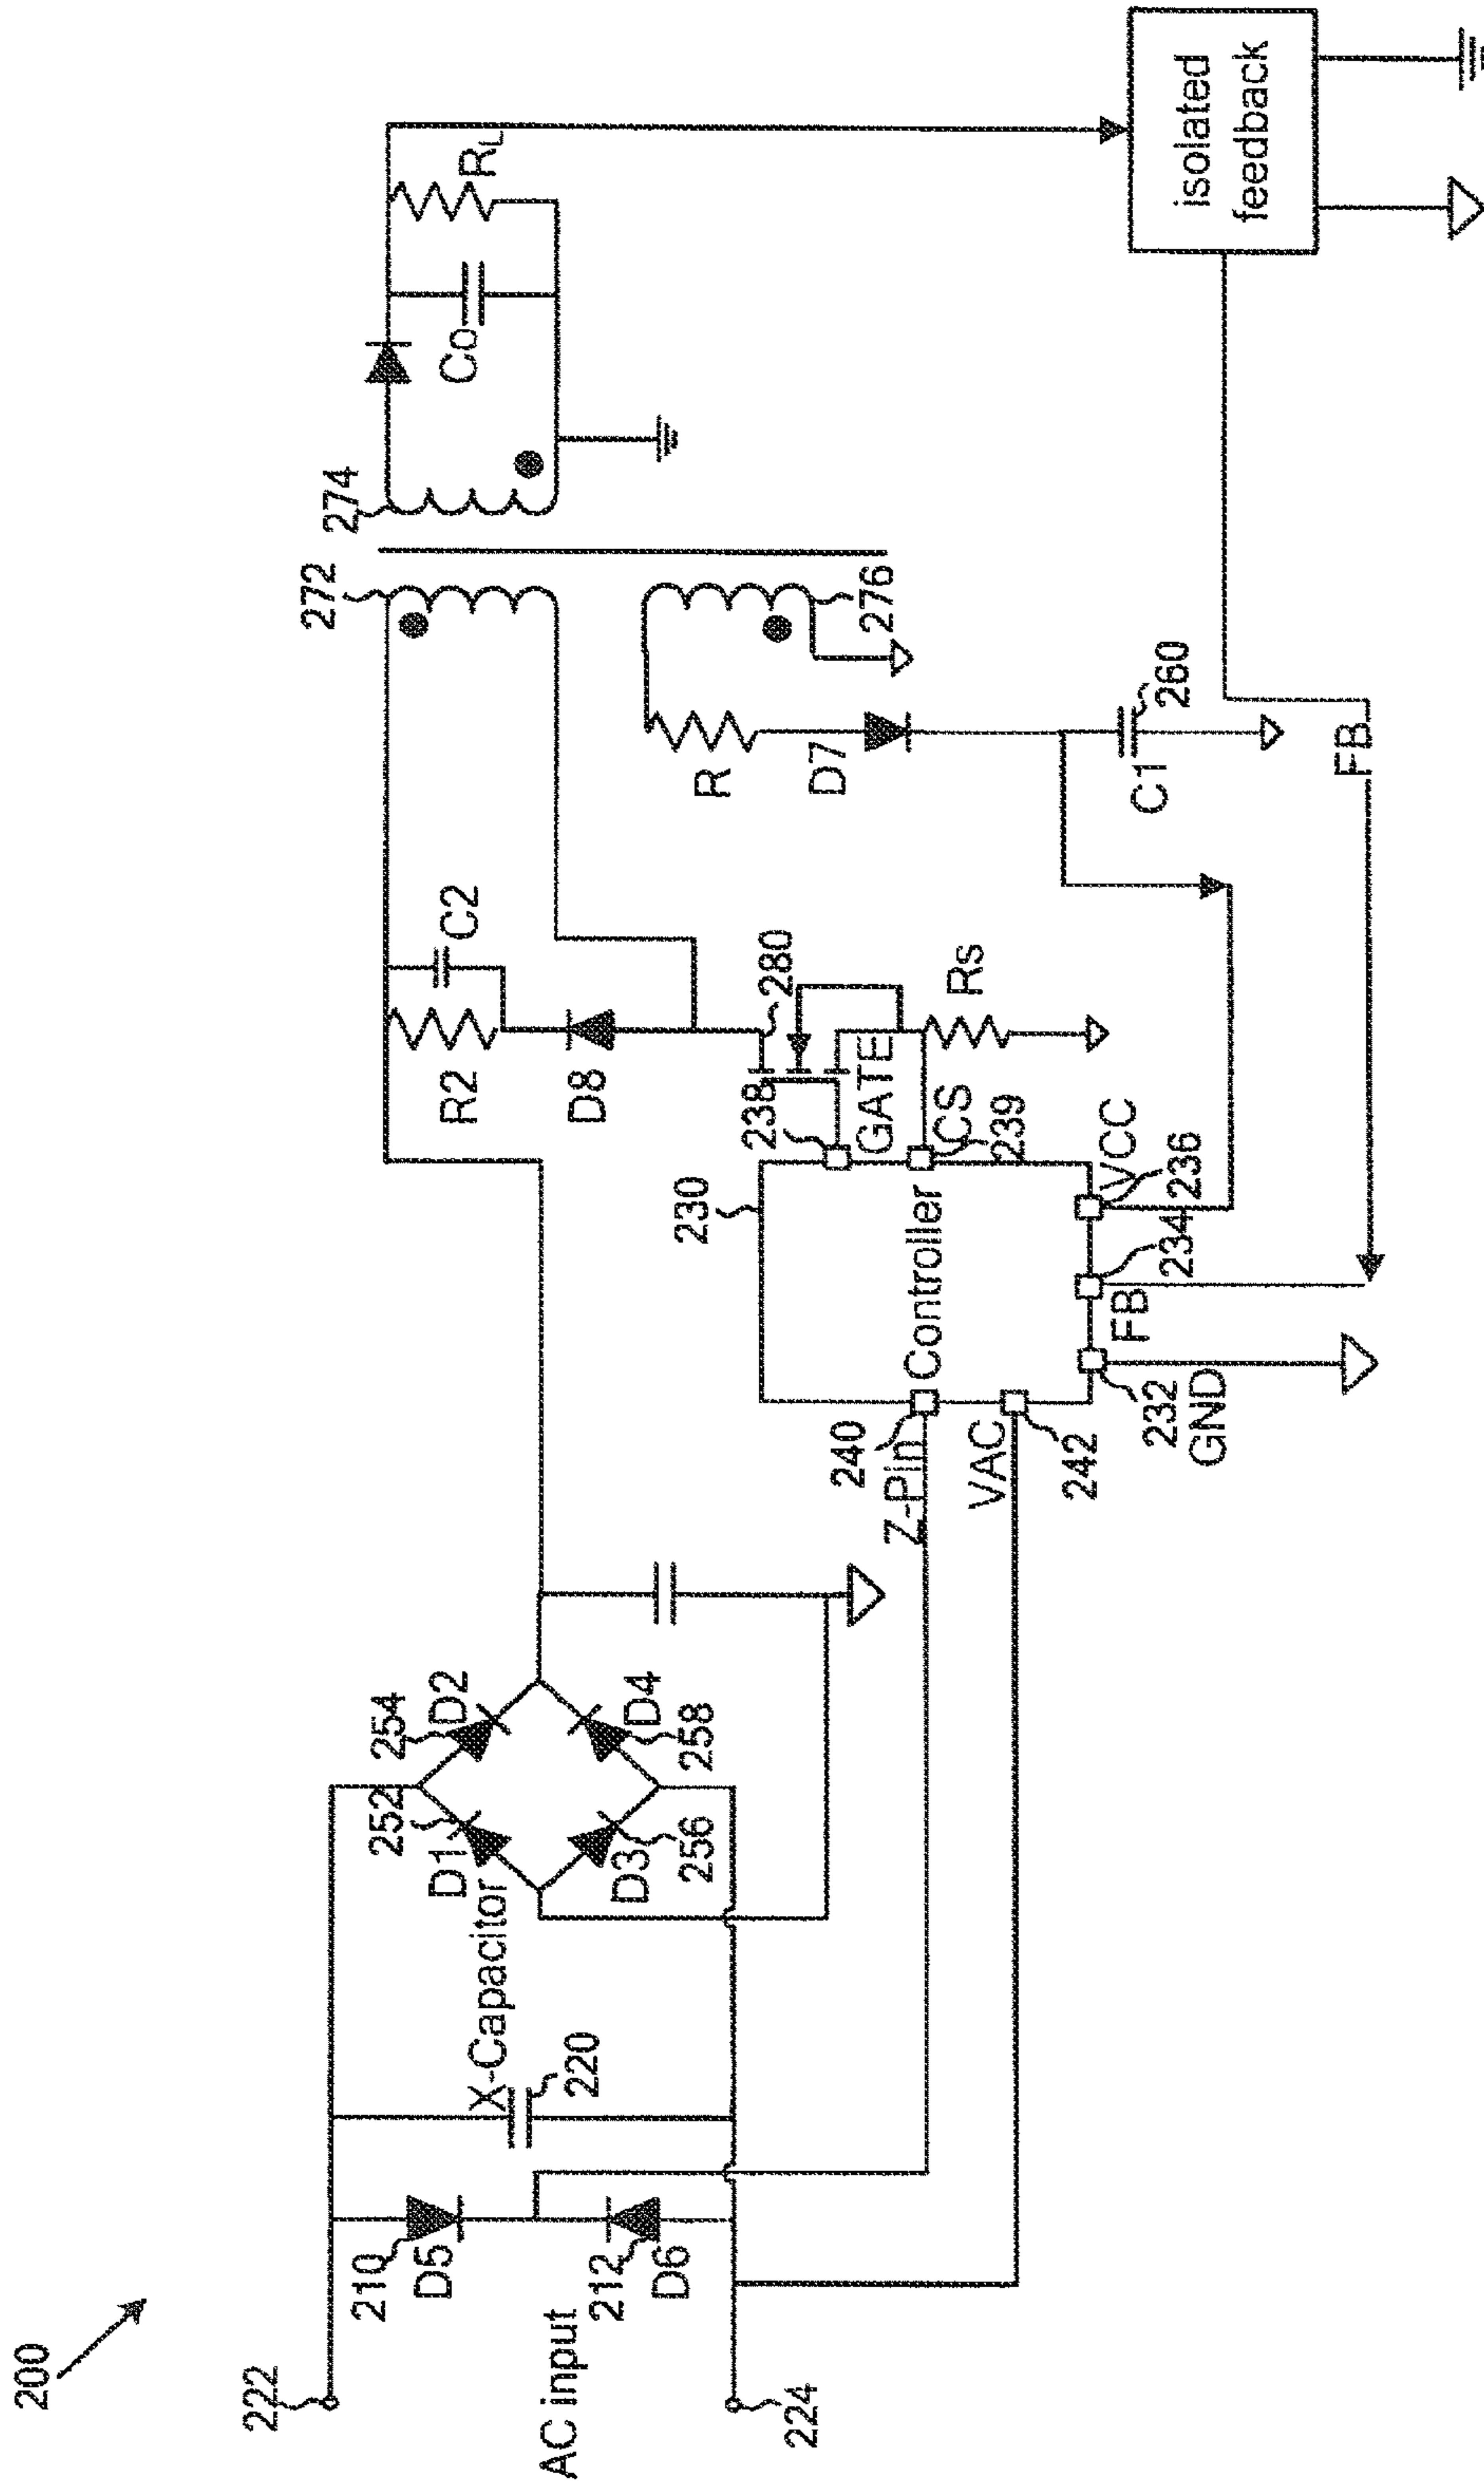 200
222
AC input
224
210
D5
212
D6
X-Capacitor
220
252
D1
254
D2
D3
256
D4
258
240
Z-Pin
VAC
242
230
Controller
232
GND
FB
234
VCC
236
238
GATE
CS
239
280
Rs
R2
C2
D8
272
274
276
R
D7
C1
260
Co
RL
FB
isolated
feedback